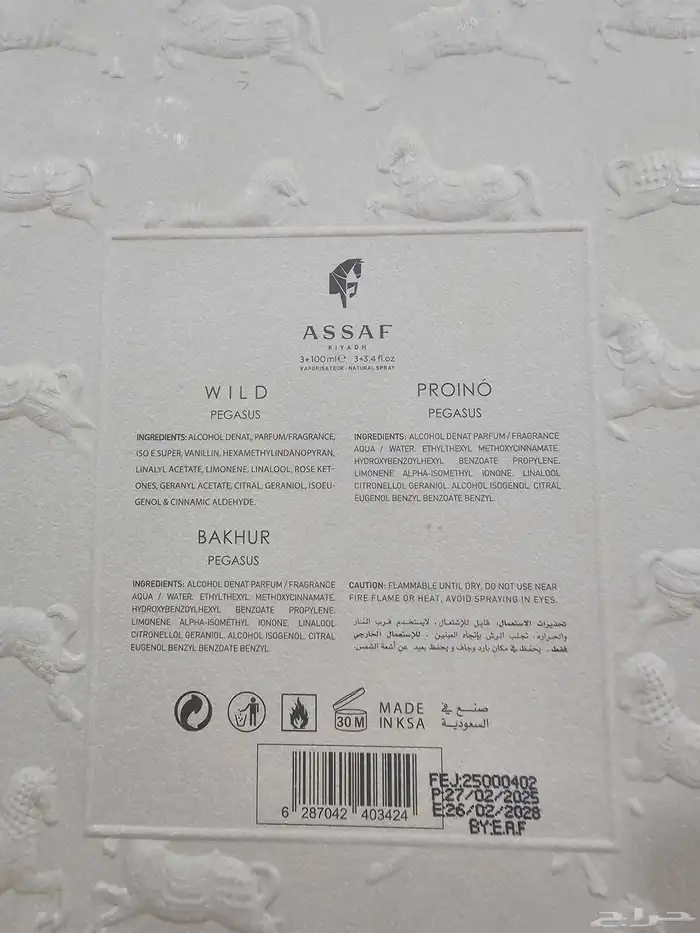 ASSAF
RIYADH
3*100ml℮ 3*3.4fl.oz
VAPORISATEUR-NATURAL SPRAY
WILD
PEGASUS
INGREDIENTS: ALCOHOL DENAT., PARFUM/FRAGRANCE,
ISO E SUPER, VANILLIN, HEXAMETHYLINDANOPYRAN,
LINALYL ACETATE, LIMONENE, LINALOOL, ROSE KET-
ONES, GERANYL ACETATE, CITRAL, GERANIOL, ISOEU-
GENOL & CINNAMIC ALDEHYDE.
PROINÓ
PEGASUS
INGREDIENTS: ALCOHOL DENAT PARFUM / FRAGRANCE
AQUA / WATER. ETHYLTHEXYL METHOXYCINNAMATE.
HYDROXYBENZOYLHEXYL BENZOATE PROPYLENE.
LIMONENE ALPHA-ISOMETHYL IONONE. LINALOOL
CITRONELLOL GERANIOL. ALCOHOL ISOGENOL. CITRAL
EUGENOL BENZYL BENZOATE BENZYL.
BAKHUR
PEGASUS
INGREDIENTS: ALCOHOL DENAT PARFUM / FRAGRANCE
AQUA / WATER. ETHYLTHEXYL METHOXYCINNAMATE.
HYDROXYBENZOYLHEXYL BENZOATE PROPYLENE.
LIMONENE ALPHA-ISOMETHYL IONONE. LINALOOL
CITRONELLOL GERANIOL. ALCOHOL ISOGENOL. CITRAL
EUGENOL BENZYL BENZOATE BENZYL.
CAUTION: FLAMMABLE UNTIL DRY, DO NOT USE NEAR
FIRE FLAME OR HEAT, AVOID SPRAYING IN EYES.
تحذيرات الاستعمال: قابل للإشتعال، لايستخدم قرب النار
والحراره، تجنب الرش بإتجاه العينين . للإستعمال الخارجي
فقط . يحفظ في مكان بارد وجاف و يحفظ بعيد عن أشعة الشمس.
30 M
MADE
IN KSA
صنع في
السعودية
6 287042 403424
FEJ:25000402
P:27/02/2025
E:26/02/2028
BY:E.A.F
حراج